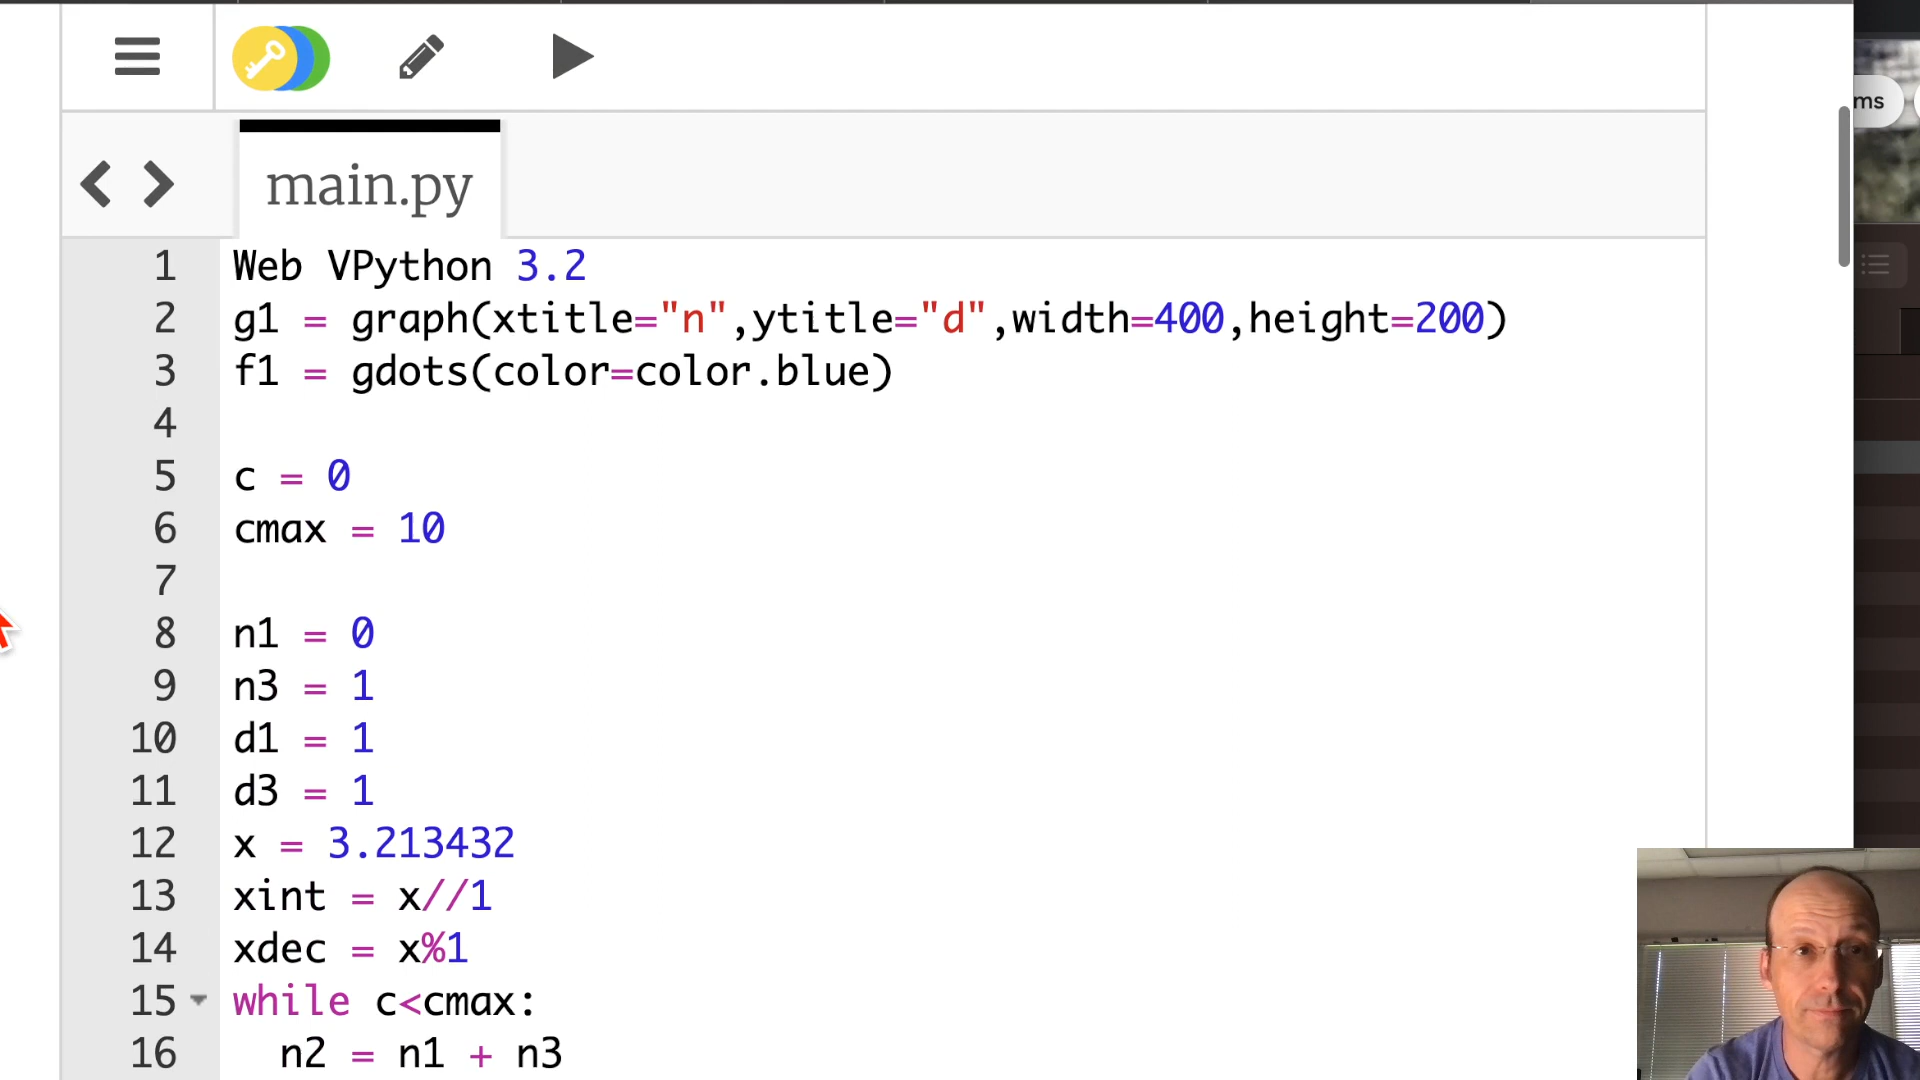 ms
main.py
1 Web VPython 3.2
2 g1 = graph(xtitle="n",ytitle="d",width=400,height=200)
3 f1 = gdots(color=color.blue)
4
5 c = 0
6 cmax = 10
7
8 n1 = 0
9 n3 = 1
10 d1 = 1
11 d3 = 1
12 x = 3.213432
13 xint = x//1
14 xdec = x%1
15 while c<cmax:
16 n2 = n1 + n3